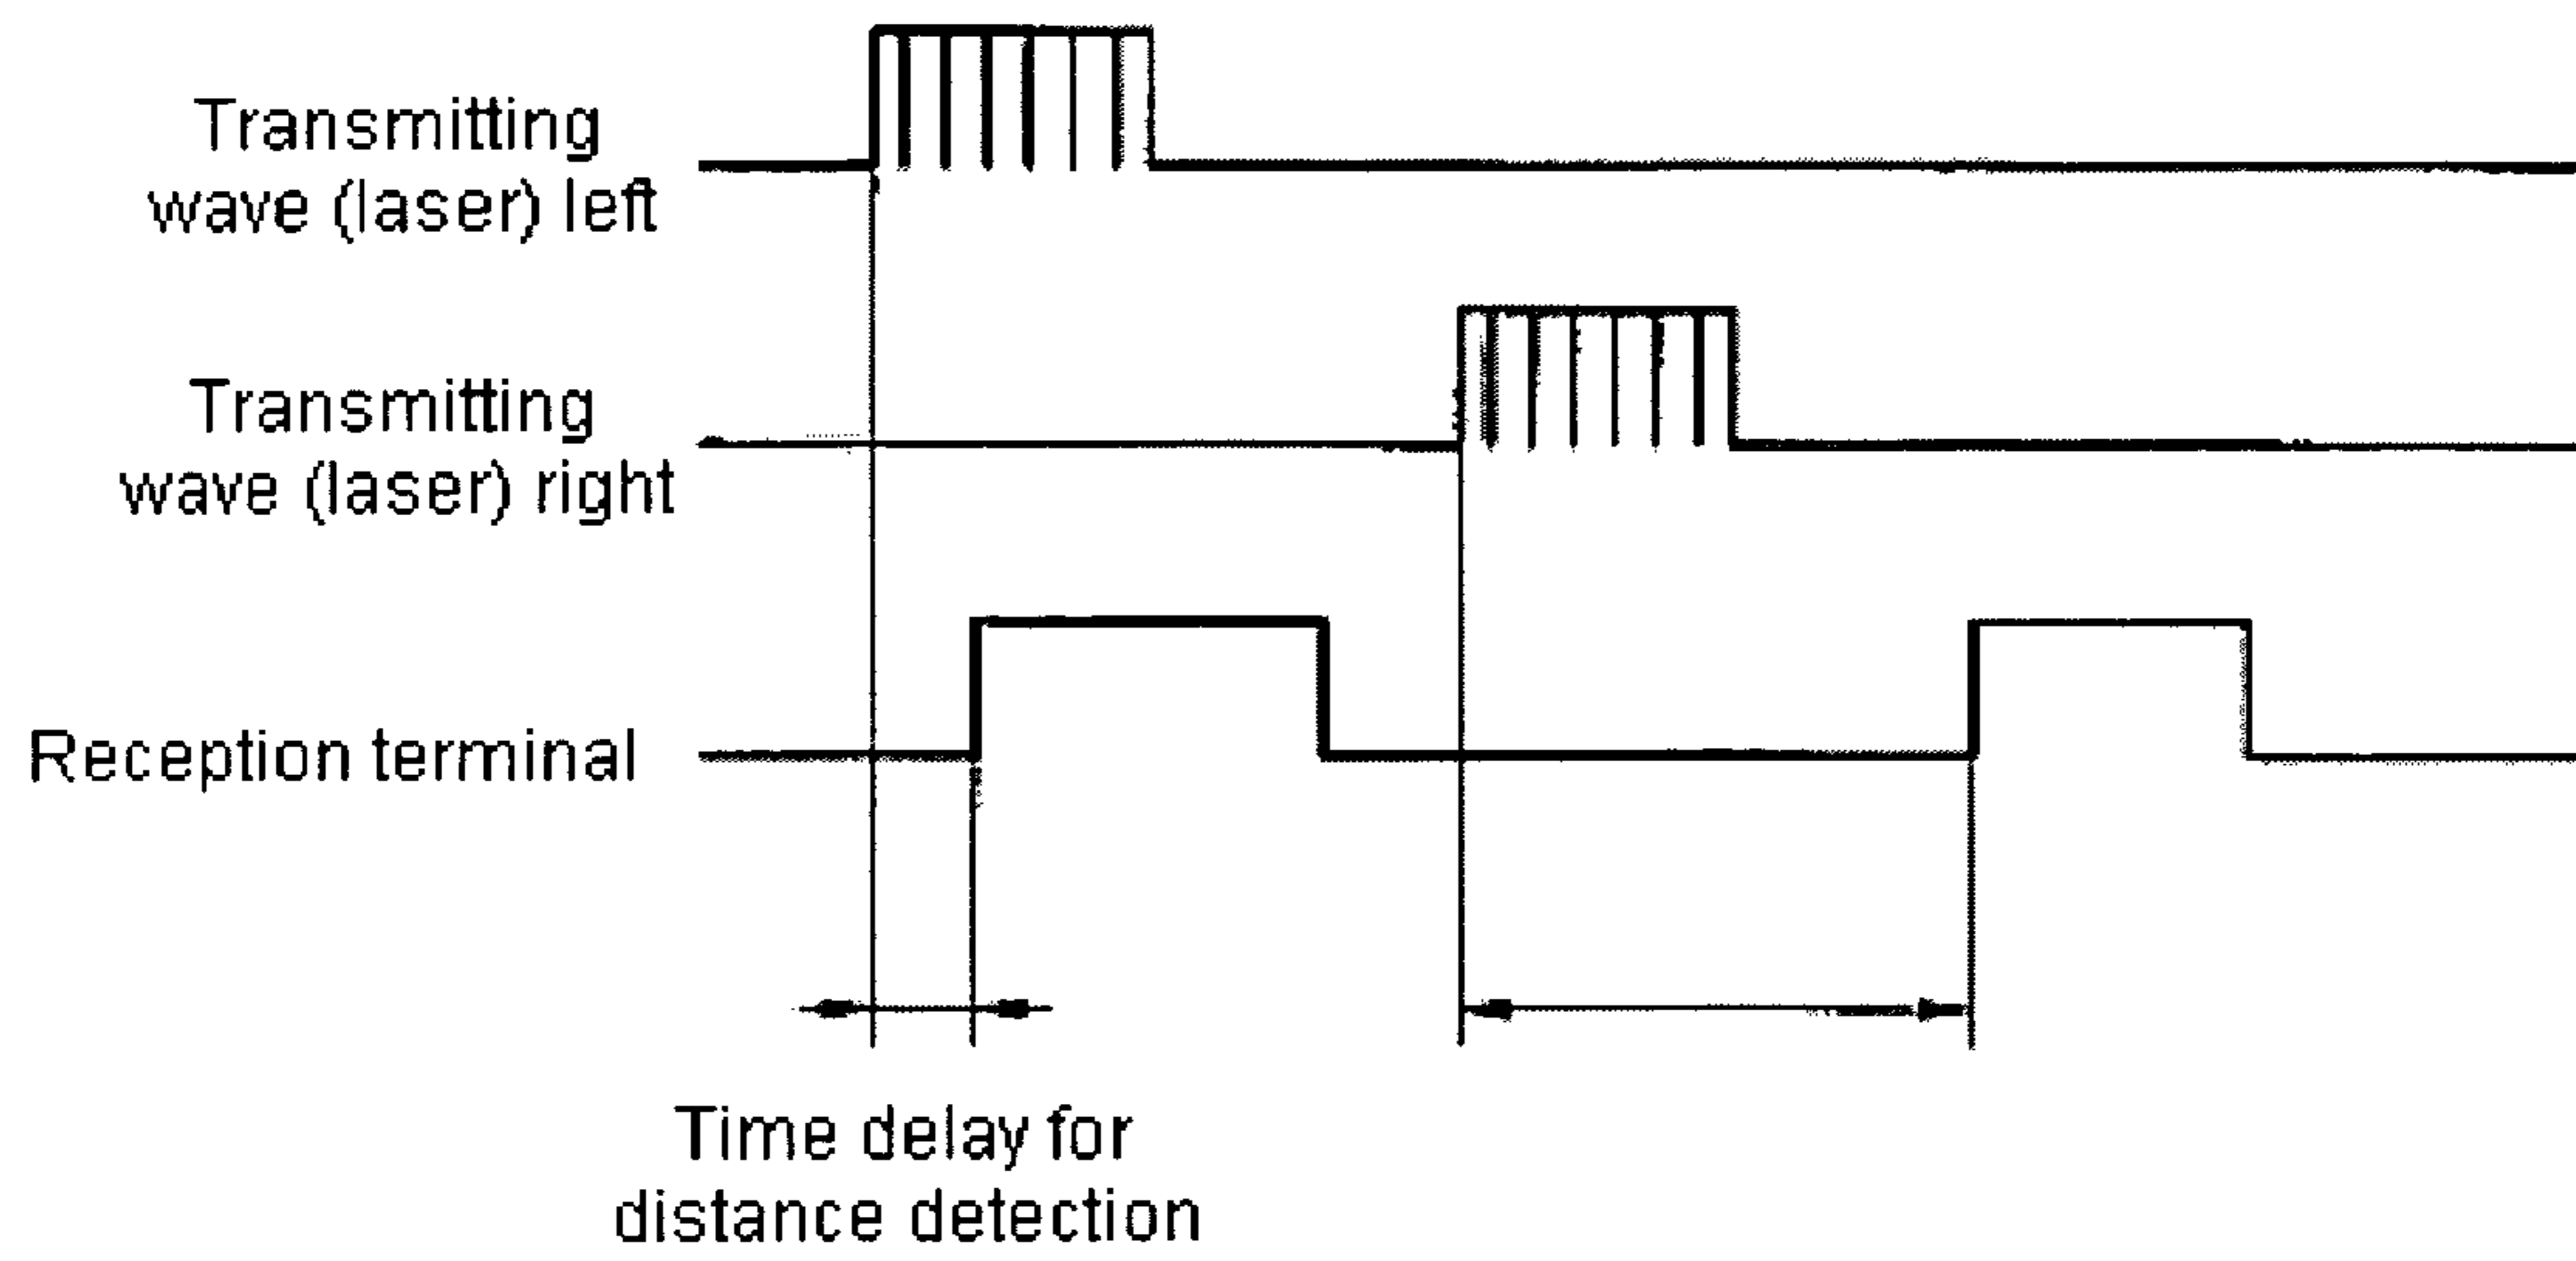 Transmitting
wave (laser) left
Transmitting
wave (laser) right
Reception terminal
Time delay for
distance detection